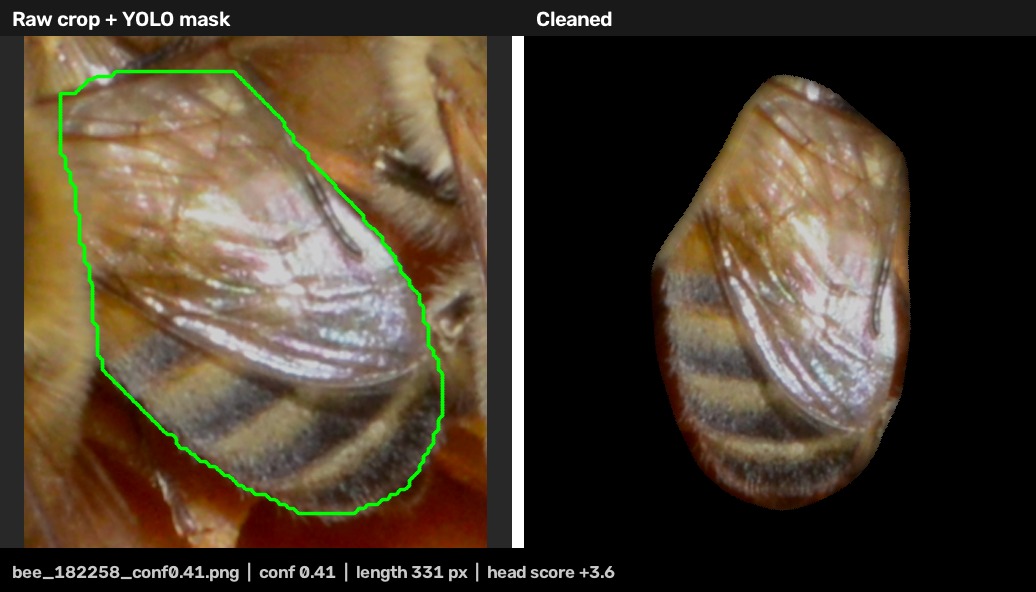 Raw crop + YOLO mask
Cleaned
bee_182258_conf0.41.png | conf 0.41 | length 331 px | head score +3.6